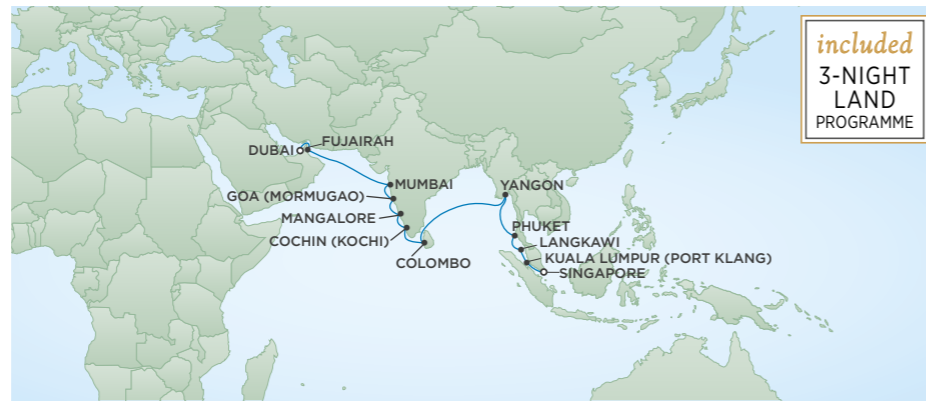 included
3-NIGHT
LAND
PROGRAMME
FUJAIRAH
DUBAI
MUMBAI
YANGON
GOA (MORMUGAO)
MANGALORE
PHUKET
COCHIN (KOCHI)
LANGKAWI
COLOMBO
KUALA LUMPUR (PORT KLANG)
SINGAPORE